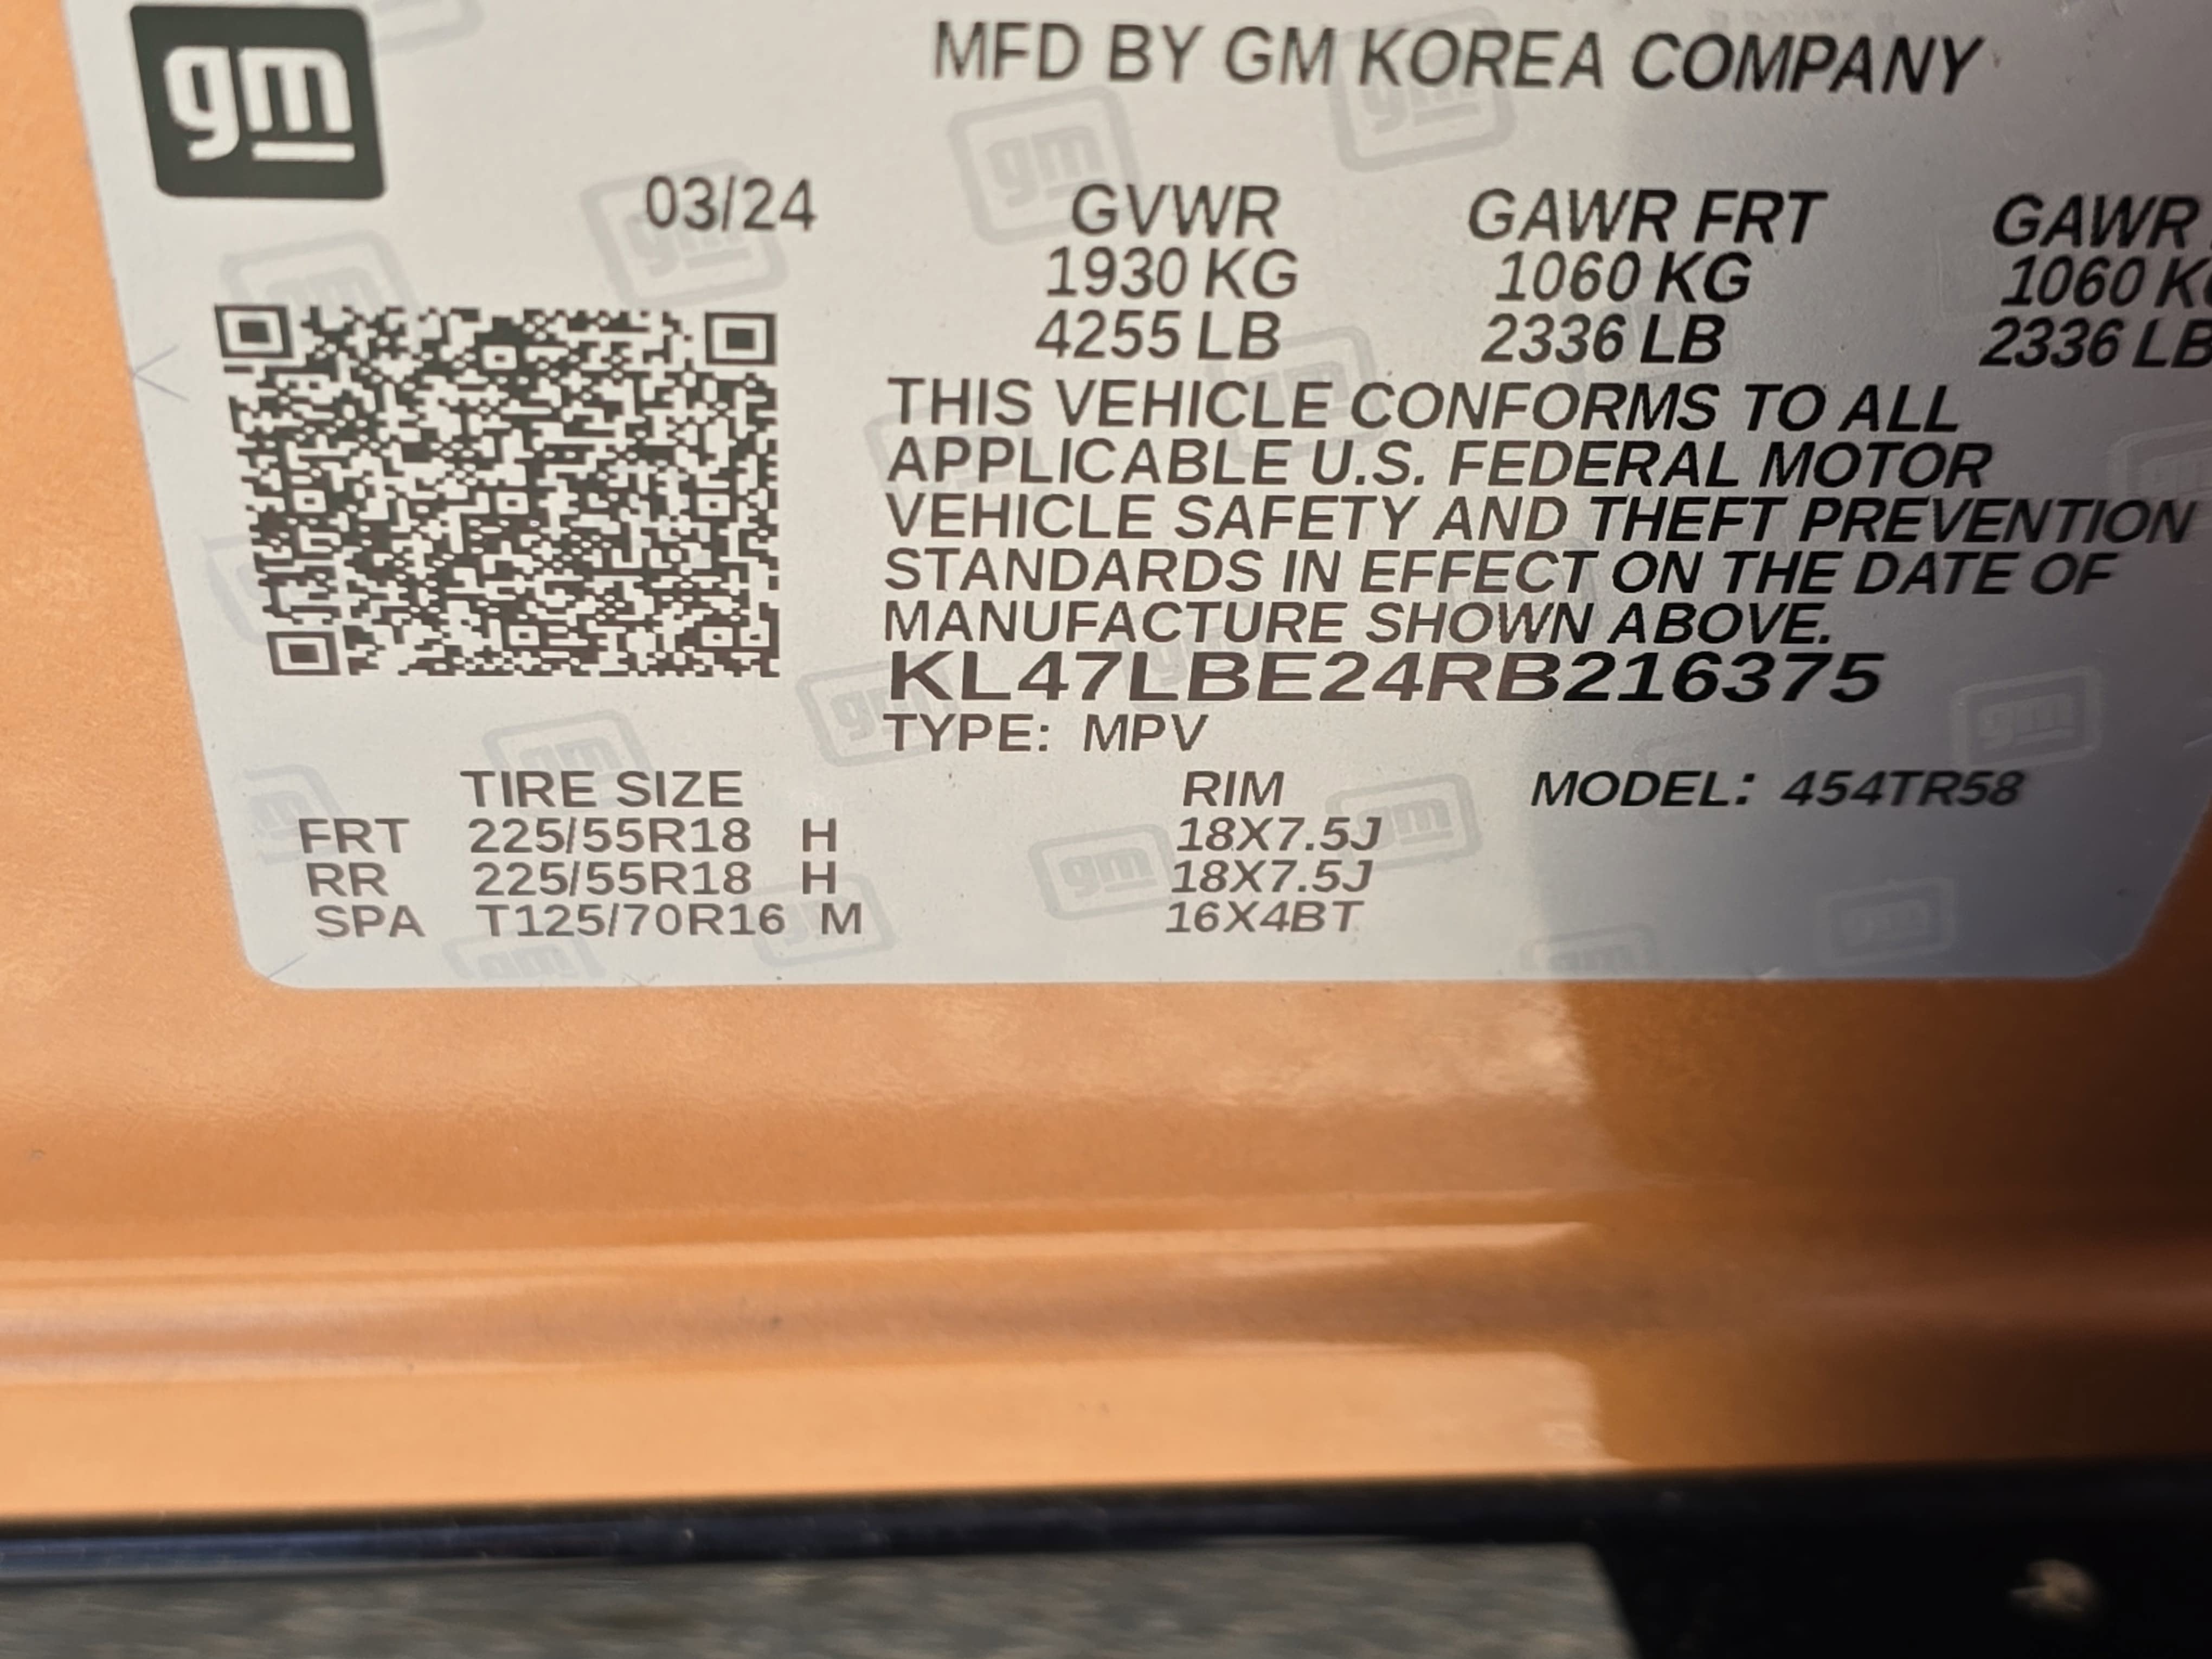 gm
MFD BY GM KOREA COMPANY
03/24
GVWR GAWR FRT GAWR
1930 KG 1060 KG 1060 KG
4255 LB 2336 LB 2336 LB
THIS VEHICLE CONFORMS TO ALL
APPLICABLE U.S. FEDERAL MOTOR
VEHICLE SAFETY AND THEFT PREVENTION
STANDARDS IN EFFECT ON THE DATE OF
MANUFACTURE SHOWN ABOVE.
KL47LBE24RB216375
TYPE: MPV
TIRE SIZE RIM MODEL: 454TR58
FRT 225/55R18 H 18X7.5J
RR 225/55R18 H 18X7.5J
SPA T125/70R16 M 16X4BT